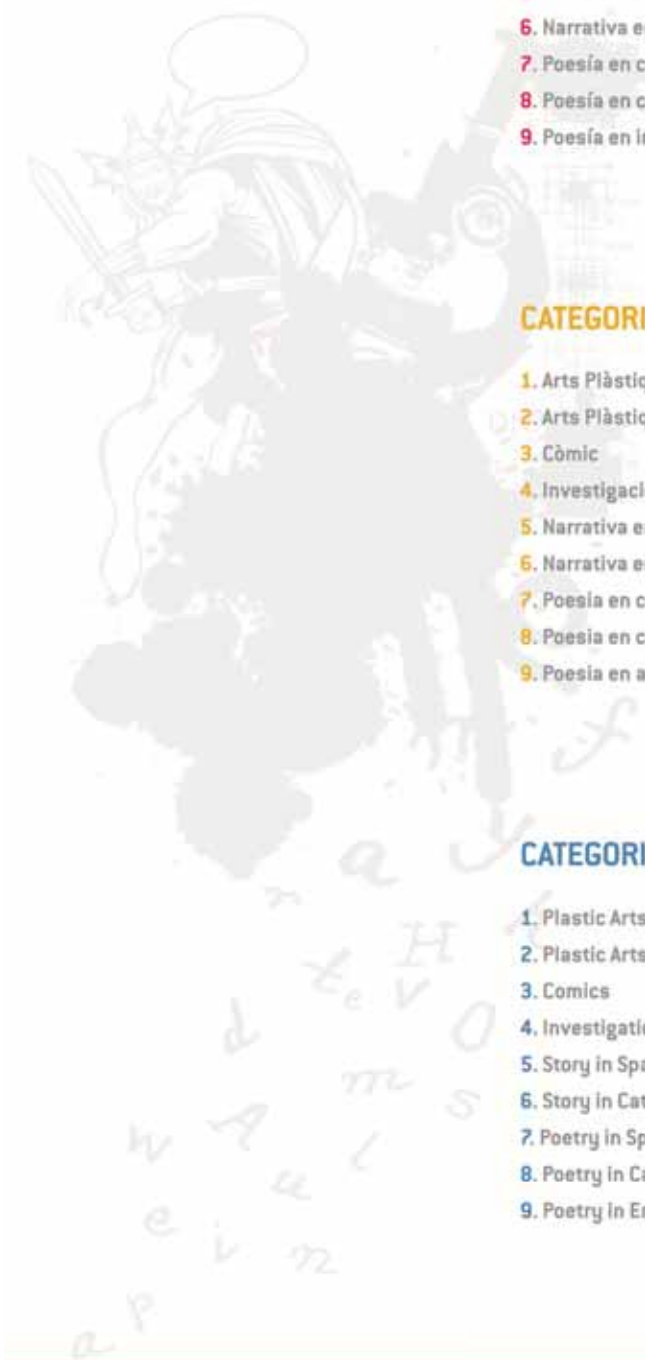 6. Narrativa e
7. Poesía en c
8. Poesía en c
9. Poesía en i
CATEGORI
1. Arts Plàstic
2. Arts Plàstic
3. Còmic
4. Investigaci
5. Narrativa e
6. Narrativa e
7. Poesia en c
8. Poesia en c
9. Poesia en a
CATEGORI
1. Plastic Arts
2. Plastic Arts
3. Comics
4. Investigati
5. Story in Spa
6. Story in Cat
7. Poetry in Sp
8. Poetry in Ca
9. Poetry in En
f
a y
r H k
t e v O
d m s
w A l
u
e i n
p
a